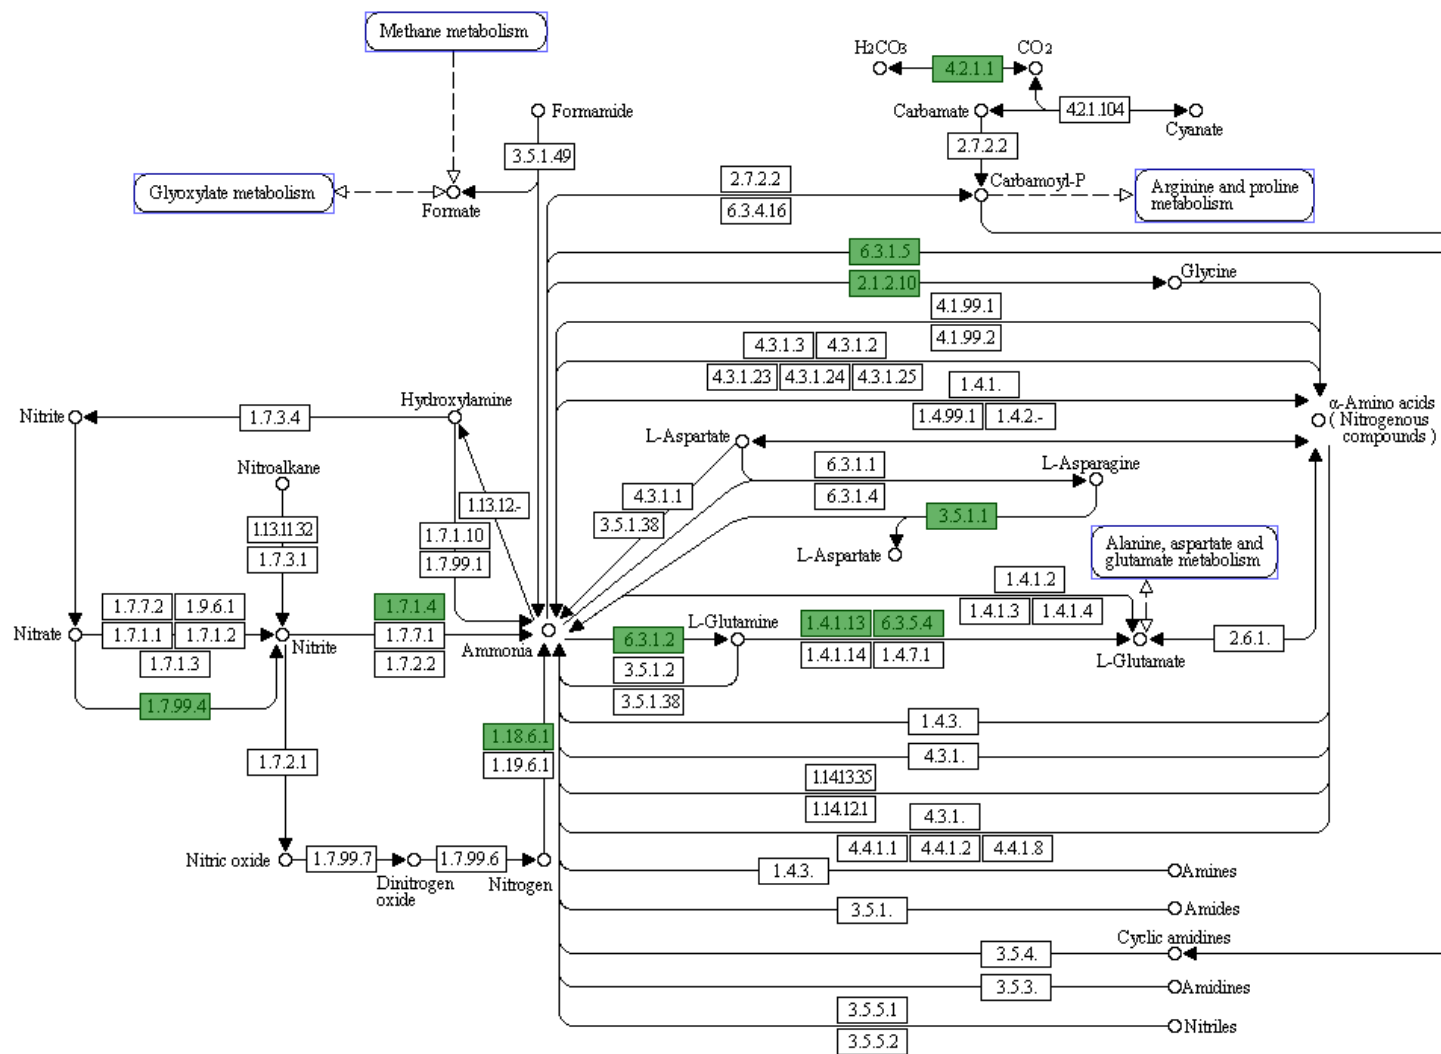 Methane metabolism
H2CO3
CO2
4.2.1.1
Formamide
Carbamate
4.2.1.104
Cyanate
3.5.1.49
2.7.2.2
Glyoxylate metabolism
Formate
2.7.2.2
6.3.4.16
Carbamoyl-P
Arginine and proline
metabolism
6.3.1.5
2.1.2.10
Glycine
4.1.99.1
4.1.99.2
4.3.1.3
4.3.1.2
4.3.1.23
4.3.1.24
4.3.1.25
1.4.1.
1.4.99.1
1.4.2.-
α-Amino acids
( Nitrogenous
compounds )
Nitrite
1.7.3.4
Hydroxylamine
L-Aspartate
Nitroalkane
6.3.1.1
6.3.1.4
L-Asparagine
4.3.1.1
3.5.1.38
1.13.12.-
3.5.1.1
L-Aspartate
1.13.11.32
1.7.3.1
1.7.1.10
1.7.99.1
Alanine, aspartate and
glutamate metabolism
1.4.1.2
1.4.1.3
1.4.1.4
1.7.7.2
1.9.6.1
1.7.1.1
1.7.1.2
1.7.1.3
Nitrate
Nitrite
1.7.1.4
1.7.7.1
1.7.2.2
Ammonia
6.3.1.2
3.5.1.2
3.5.1.38
L-Glutamine
1.4.1.13
6.3.5.4
1.4.1.14
1.4.7.1
L-Glutamate
2.6.1.
1.7.99.4
1.4.3.
1.18.6.1
1.19.6.1
4.3.1.
1.7.2.1
1.14.13.35
1.14.12.1
4.3.1.
4.4.1.1
4.4.1.2
4.4.1.8
Nitric oxide
1.7.99.7
Dinitrogen
oxide
1.7.99.6
Nitrogen
1.4.3.
Amines
3.5.1.
Amides
Cyclic amidines
3.5.4.
3.5.3.
Amidines
3.5.5.1
3.5.5.2
Nitriles